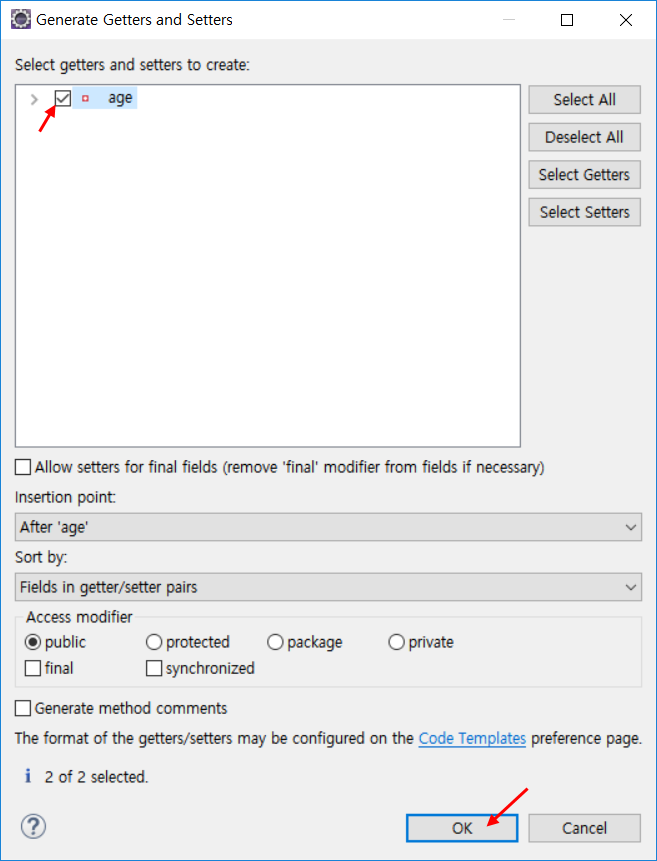 Generate Getters and Setters
Select getters and setters to create:
age
Select All
Deselect All
Select Getters
Select Setters
Allow setters for final fields (remove 'final' modifier from fields if necessary)
Insertion point:
After 'age'
Sort by:
Fields in getter/setter pairs
Access modifier
public protected package private
final synchronized
Generate method comments
The format of the getters/setters may be configured on the Code Templates preference page.
i 2 of 2 selected.
? OK Cancel